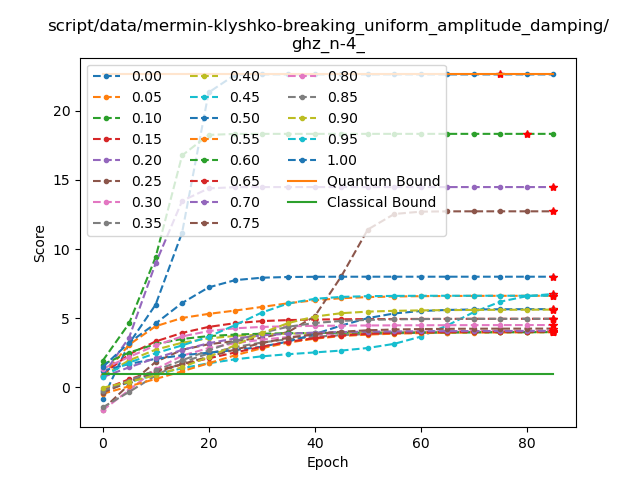 script/data/mermin-klyshko-breaking_uniform_amplitude_damping/
ghz_n-4_
Score
20
15
10
5
0
0.00 0.40 0.80
0.05 0.45 0.85
0.10 0.50 0.90
0.15 0.55 0.95
0.20 0.60 1.00
0.25 0.65 Quantum Bound
0.30 0.70 Classical Bound
0.35 0.75
0 20 40 60 80
Epoch